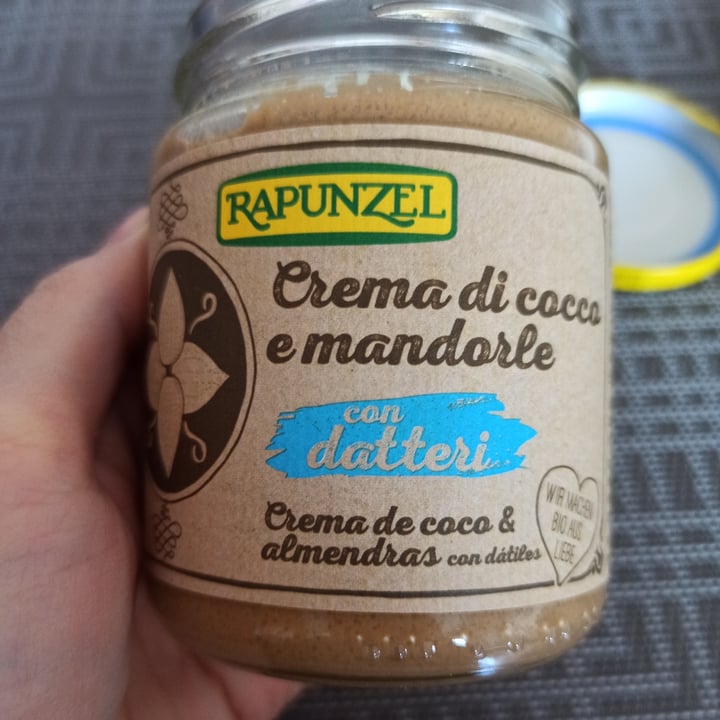 RAPUNZEL
Crema di cocco
e mandorle
con
datteri
Crema de coco &
almendras con dátiles
WIR MACHEN
BIO AUS
LIEBE